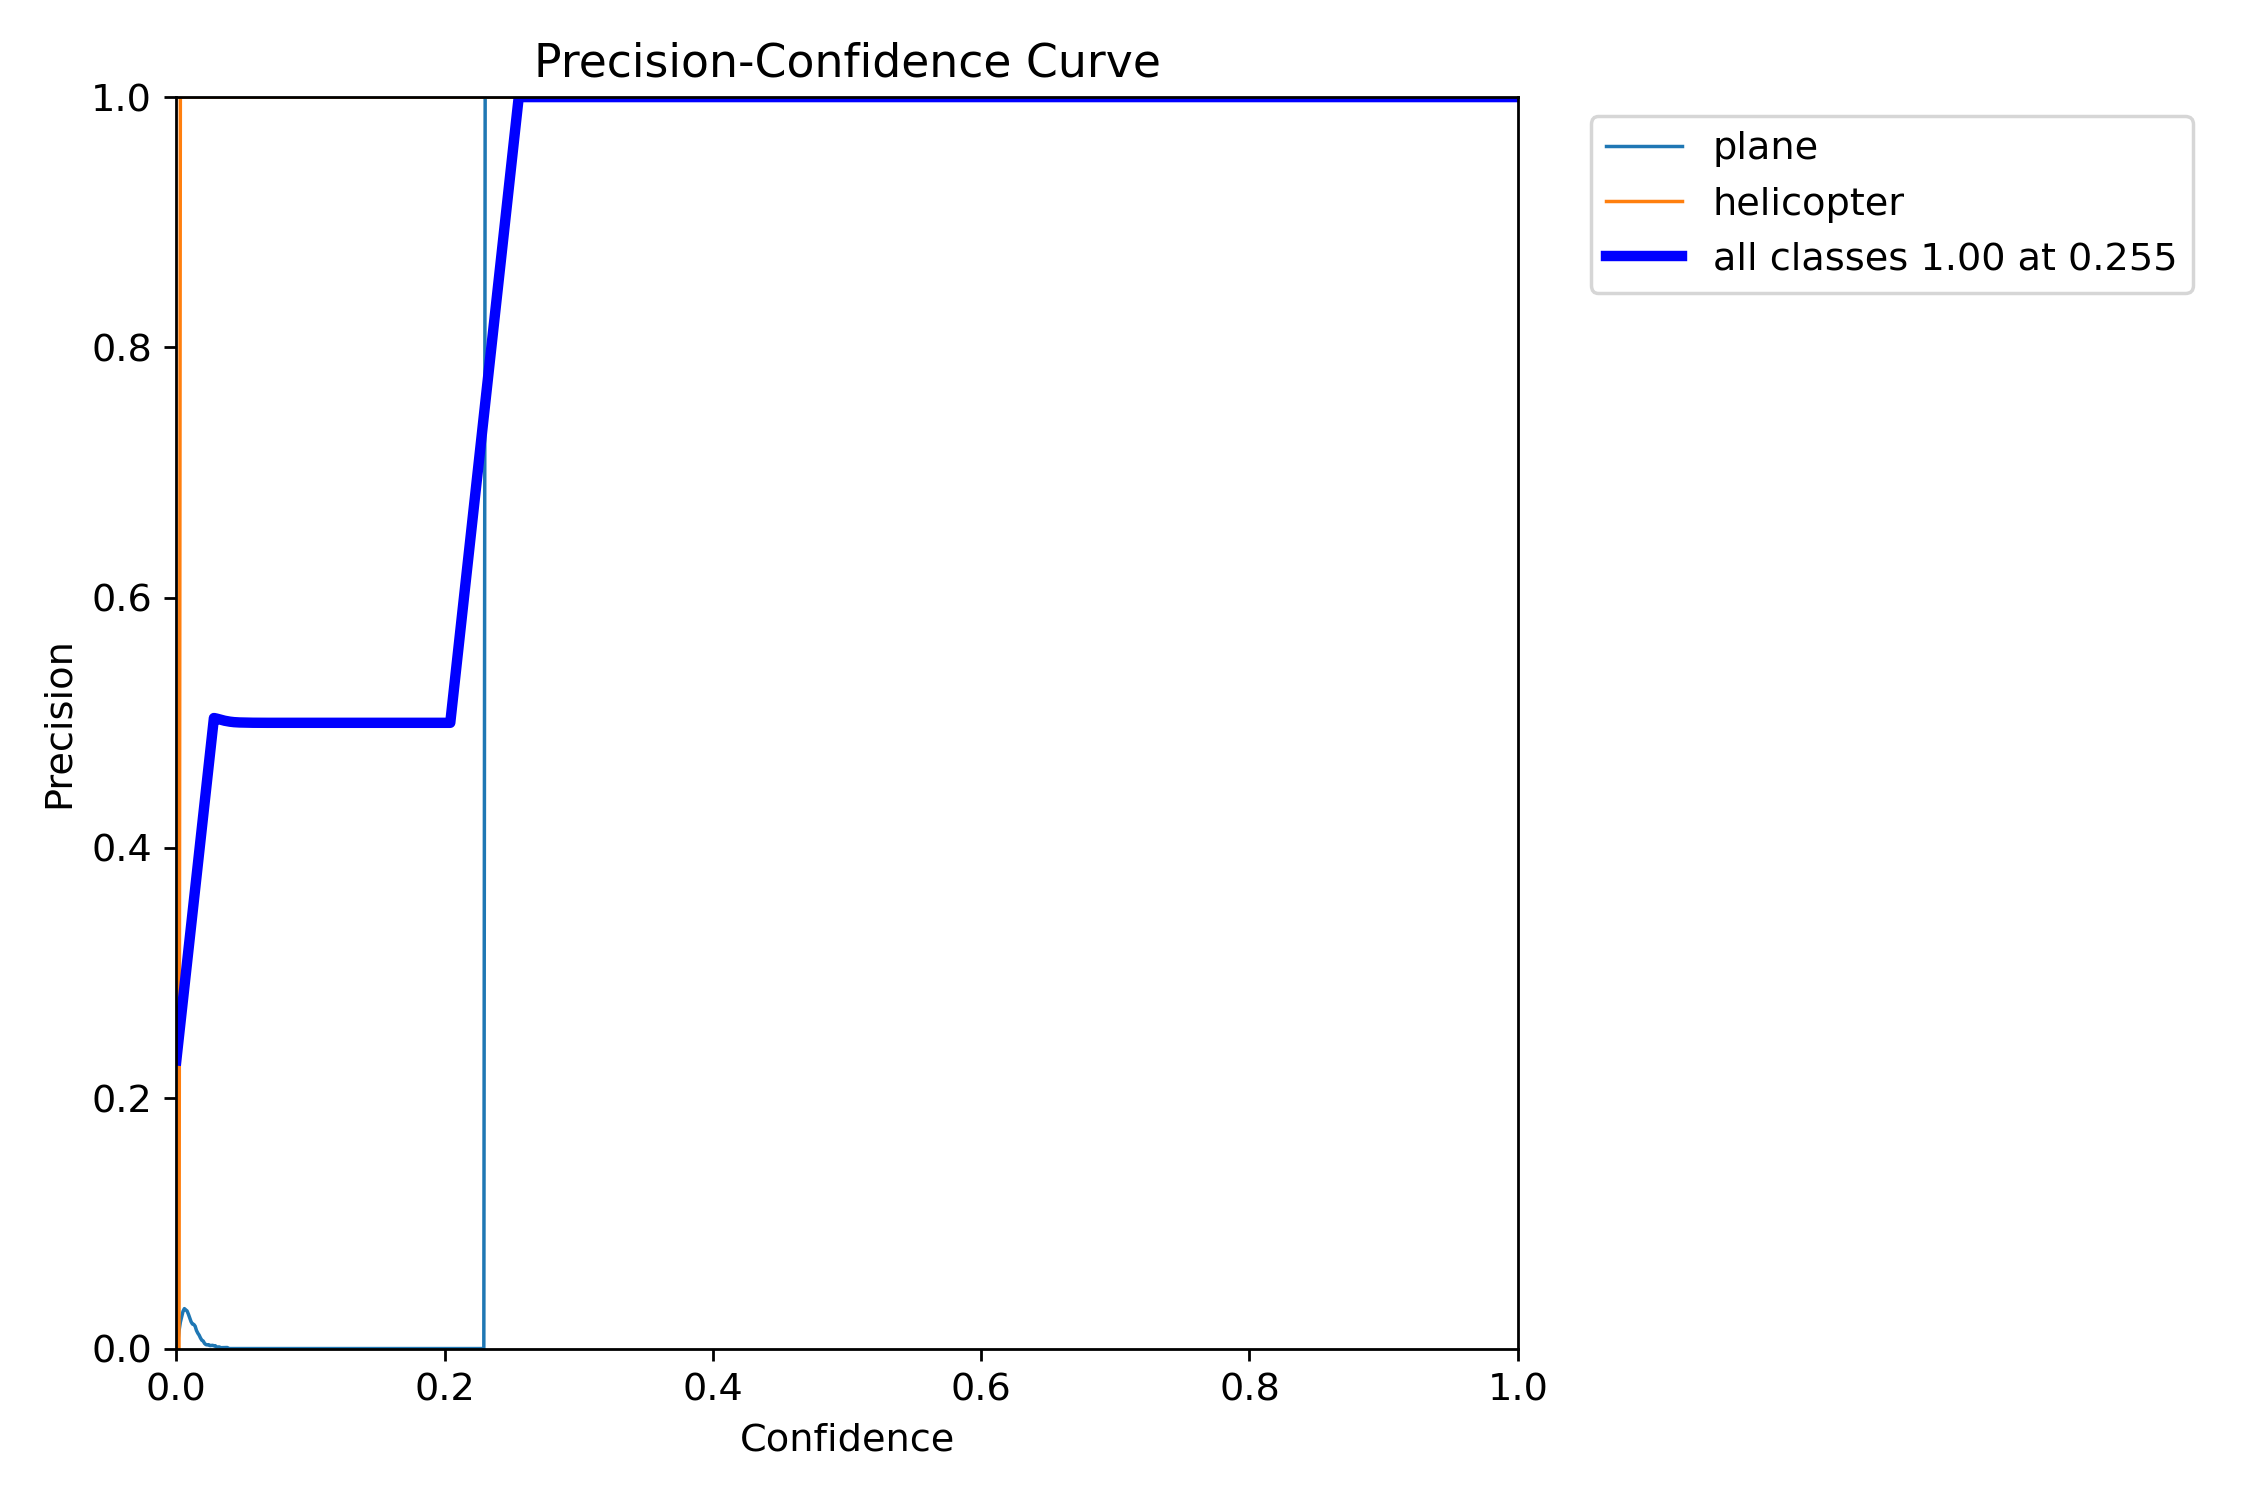 Precision-Confidence Curve
1.0
0.8
0.6
0.4
0.2
0.0
Precision
0.0 0.2 0.4 0.6 0.8 1.0
Confidence
plane
helicopter
all classes 1.00 at 0.255